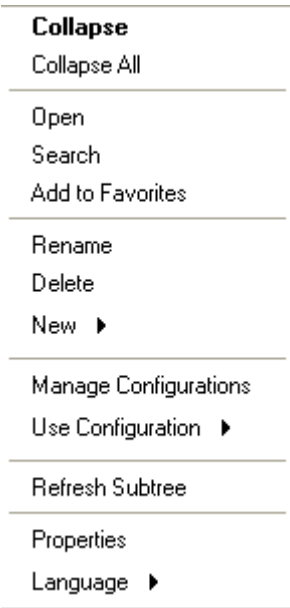 Collapse
Collapse All
Open
Search
Add to Favorites
Rename
Delete
New
Manage Configurations
Use Configuration
Refresh Subtree
Properties
Language